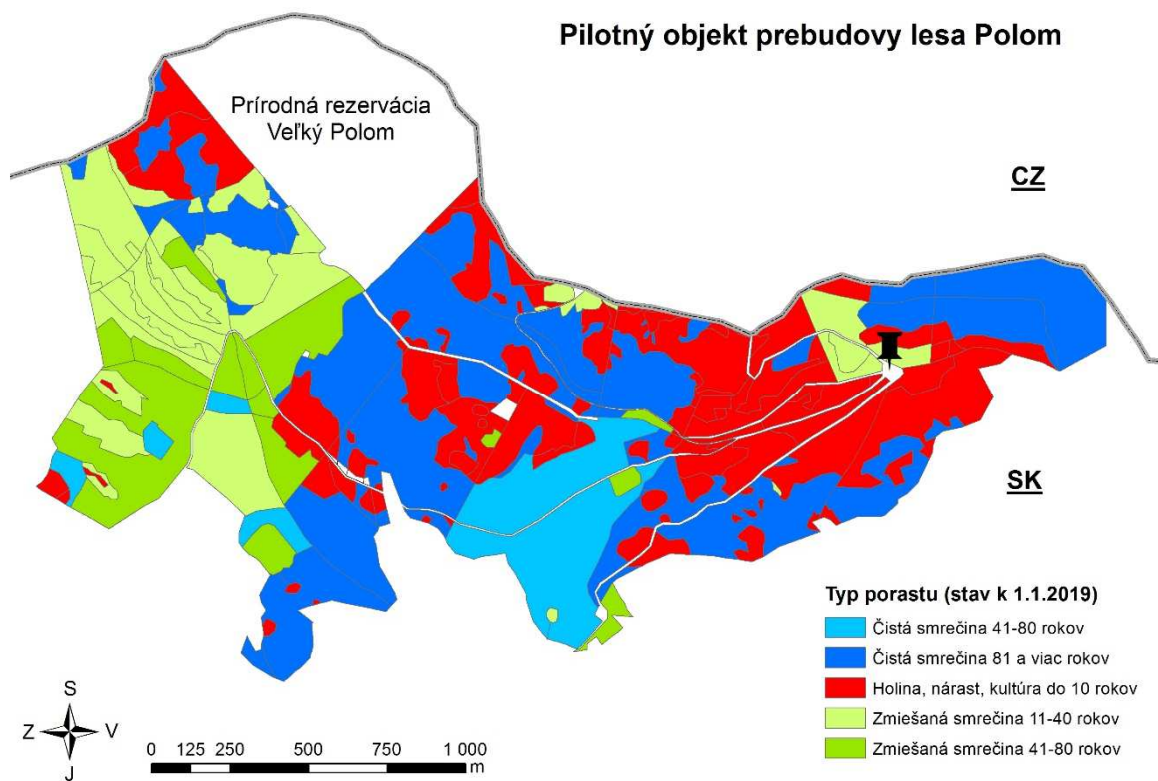 Pilotný objekt prebudovy lesa Polom
Prírodná rezervácia
Veľký Polom
CZ
SK
Typ porastu (stav k 1.1.2019)
Čistá smrečina 41-80 rokov
Čistá smrečina 81 a viac rokov
Holina, nárast, kultúra do 10 rokov
Zmiešaná smrečina 11-40 rokov
Zmiešaná smrečina 41-80 rokov
S
Z V
J
0 125 250 500 750 1 000
m